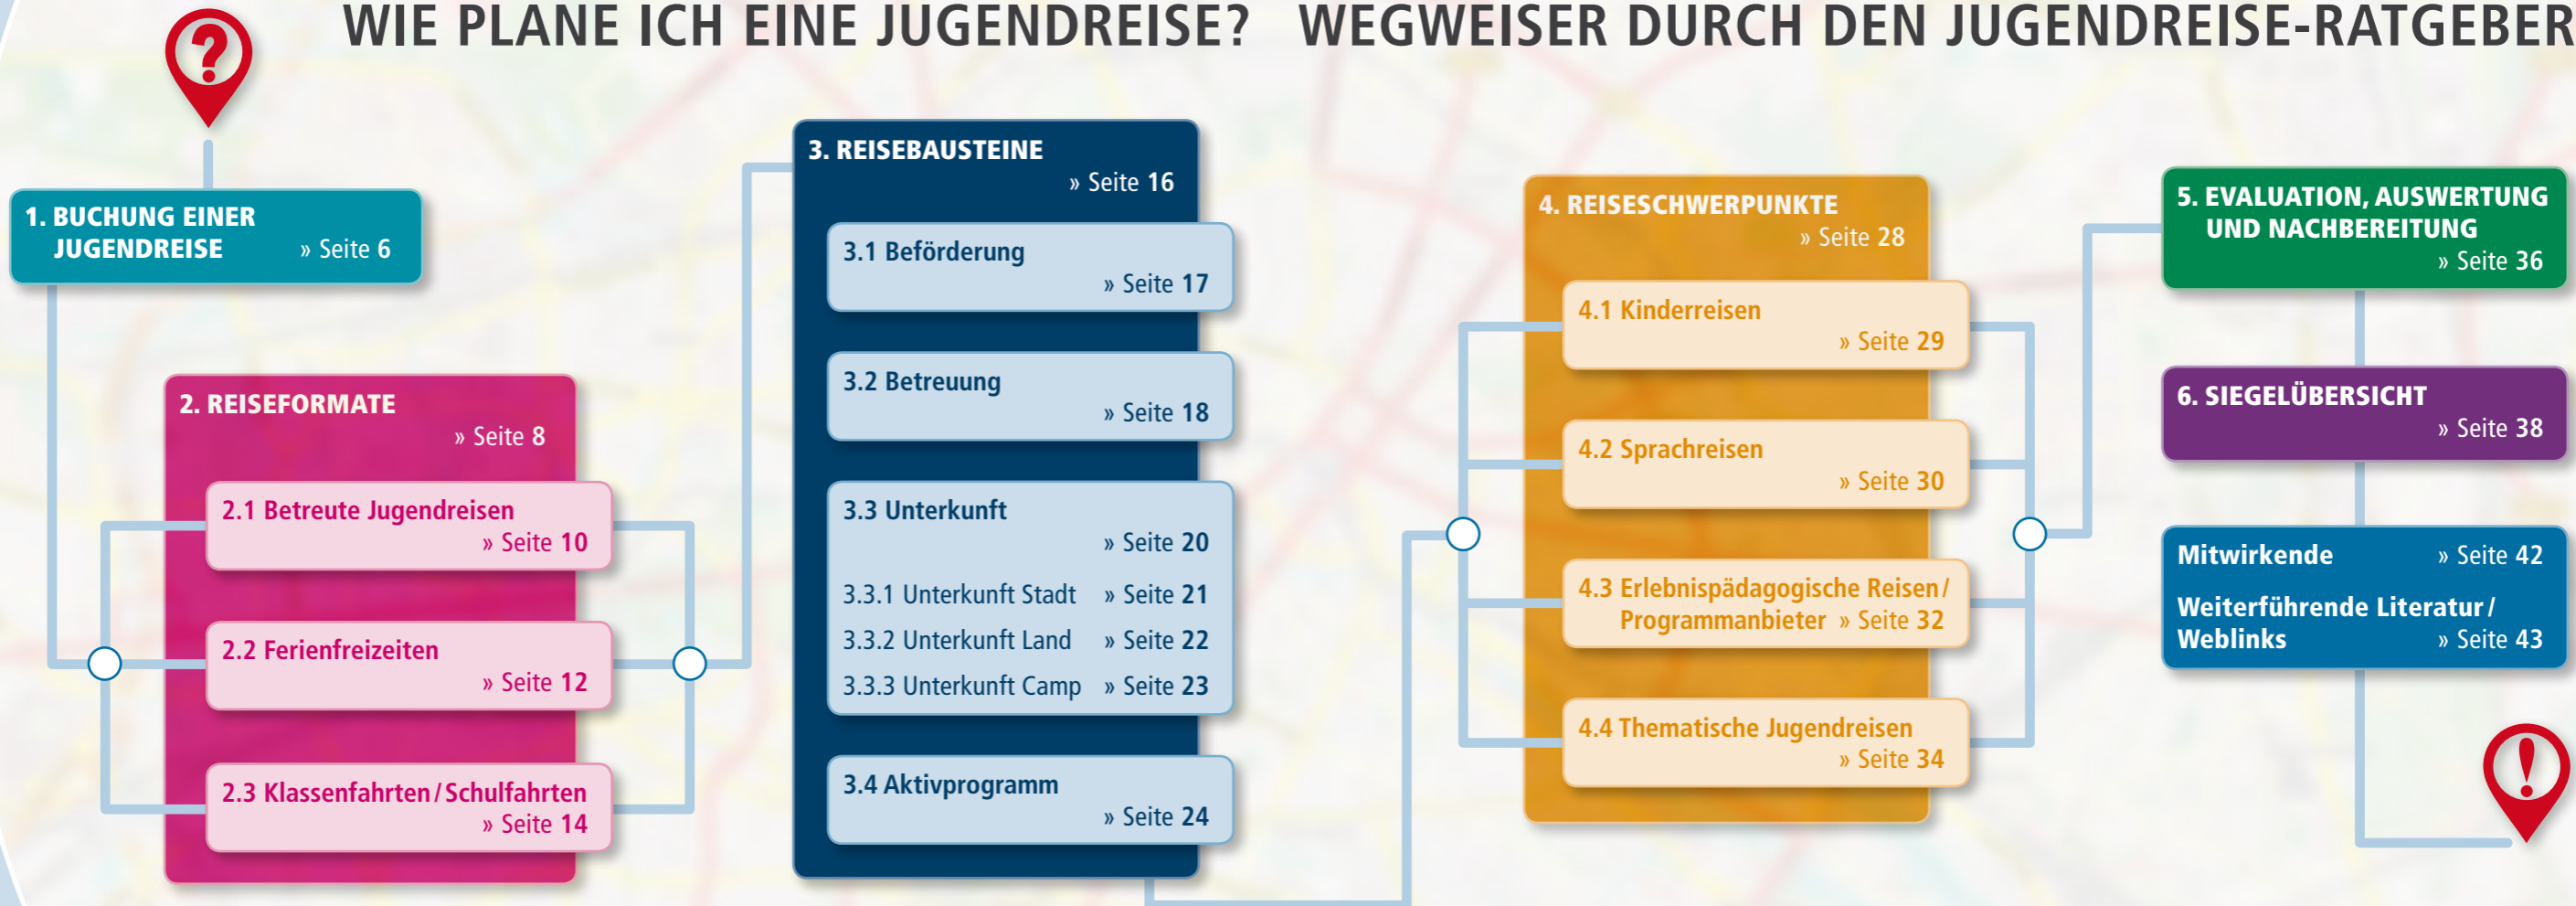 WIE PLANE ICH EINE JUGENDREISE? WEGWEISER DURCH DEN JUGENDREISE-RATGEBER
?
1. BUCHUNG EINER
JUGENDREISE » Seite 6
2. REISEFORMATE
» Seite 8
2.1 Betreute Jugendreisen
» Seite 10
2.2 Ferienfreizeiten
» Seite 12
2.3 Klassenfahrten/Schulfahrten
» Seite 14
3. REISEBAUSTEINE
» Seite 16
3.1 Beförderung
» Seite 17
3.2 Betreuung
» Seite 18
3.3 Unterkunft
» Seite 20
3.3.1 Unterkunft Stadt » Seite 21
3.3.2 Unterkunft Land » Seite 22
3.3.3 Unterkunft Camp » Seite 23
3.4 Aktivprogramm
» Seite 24
4. REISESCHWERPUNKTE
» Seite 28
4.1 Kinderreisen
» Seite 29
4.2 Sprachreisen
» Seite 30
4.3 Erlebnispädagogische Reisen/
Programmanbieter » Seite 32
4.4 Thematische Jugendreisen
» Seite 34
5. EVALUATION, AUSWERTUNG
UND NACHBEREITUNG
» Seite 36
6. SIEGELÜBERSICHT
» Seite 38
Mitwirkende » Seite 42
Weiterführende Literatur/
Weblinks » Seite 43
!